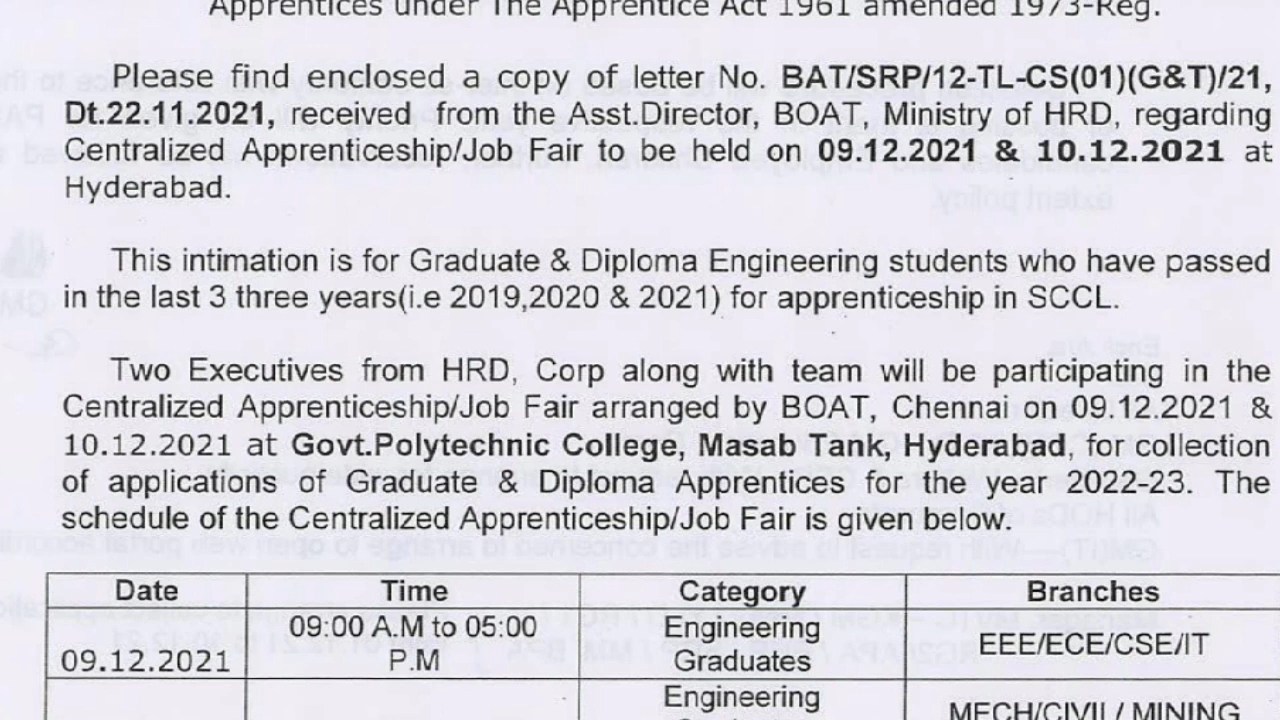 Apprentices under The Apprentice Act 1961 amended 1973-Reg.
Please find enclosed a copy of letter No. BAT/SRP/12-TL-CS(01)(G&T)/21,
Dt.22.11.2021, received from the Asst.Director, BOAT, Ministry of HRD, regarding
Centralized Apprenticeship/Job Fair to be held on 09.12.2021 & 10.12.2021 at
Hyderabad.
This intimation is for Graduate & Diploma Engineering students who have passed
in the last 3 three years(i.e 2019,2020 & 2021) for apprenticeship in SCCL.
Two Executives from HRD, Corp along with team will be participating in the
Centralized Apprenticeship/Job Fair arranged by BOAT, Chennai on 09.12.2021 &
10.12.2021 at Govt.Polytechnic College, Masab Tank, Hyderabad, for collection
of applications of Graduate & Diploma Apprentices for the year 2022-23. The
schedule of the Centralized Apprenticeship/Job Fair is given below.
Date Time Category Branches
09.12.2021 09:00 A.M to 05:00 Engineering EEE/ECE/CSE/IT
P.M Graduates
Engineering
MECH/CIVIL/ MINING